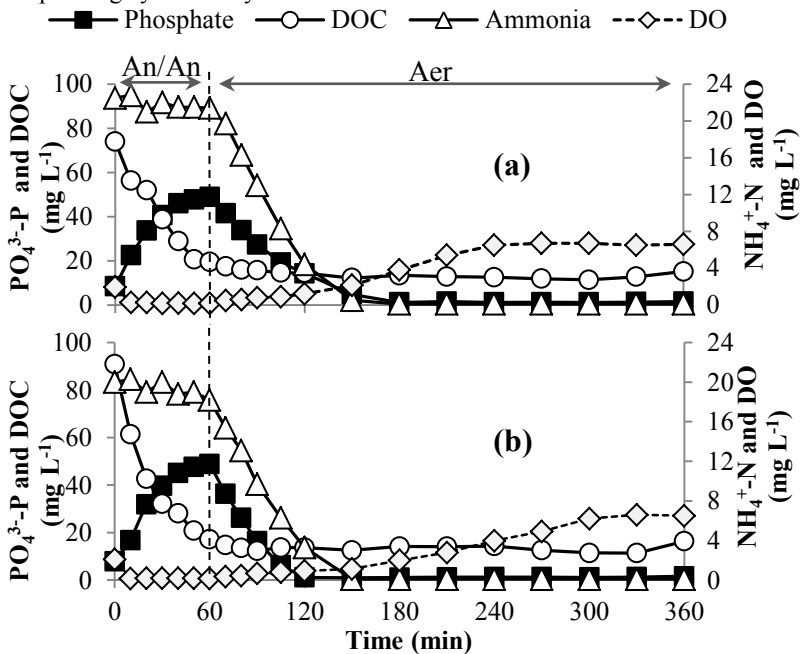 Phosphate DOC Ammonia DO
An/An Aer
PO₄³⁻-P and DOC
(mg L⁻¹)
100
80
60
40
20
0
(a)
24
20
16
12
8
4
0
NH₄⁺-N and DO
(mg L⁻¹)
PO₄³⁻-P and DOC
(mg L⁻¹)
100
80
60
40
20
0
(b)
24
20
16
12
8
4
0
NH₄⁺-N and DO
(mg L⁻¹)
0 60 120 180 240 300 360
Time (min)